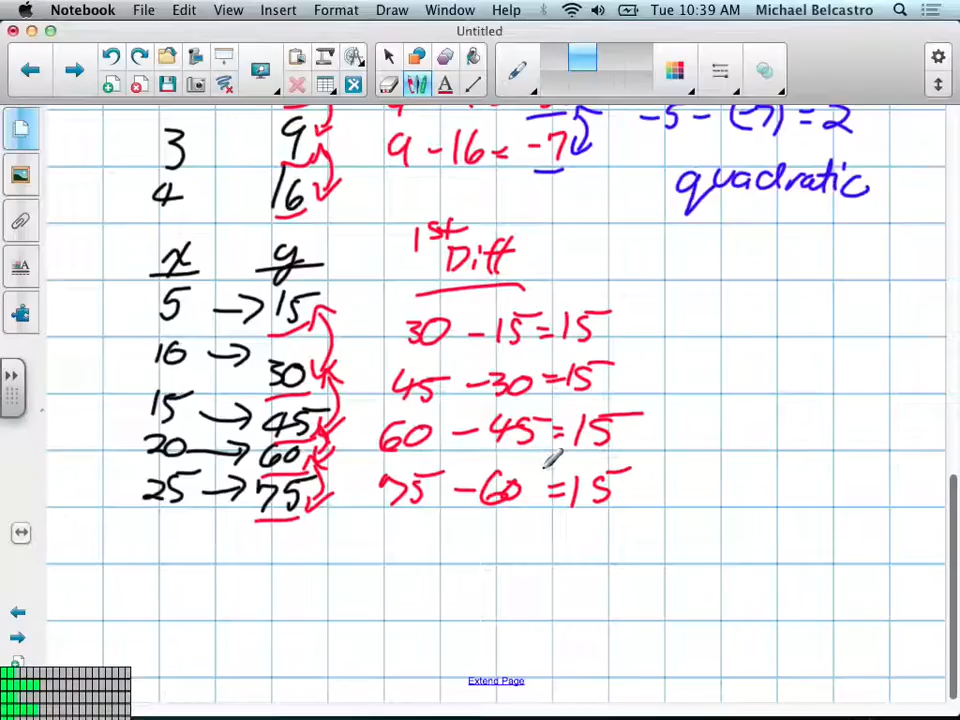 Notebook File Edit View Insert Format Draw Window Help Tue 10:39 AM Michael Belcastro
Untitled
-5 - (-7) = 2
3 9 9 - 16 = -7
4 16 quadratic
x y 1st Diff
5 → 15 30 - 15 = 15
10 → 30 45 - 30 = 15
15 → 45 60 - 45 = 15
20 → 60
25 → 75 75 - 60 = 15
Extend Page